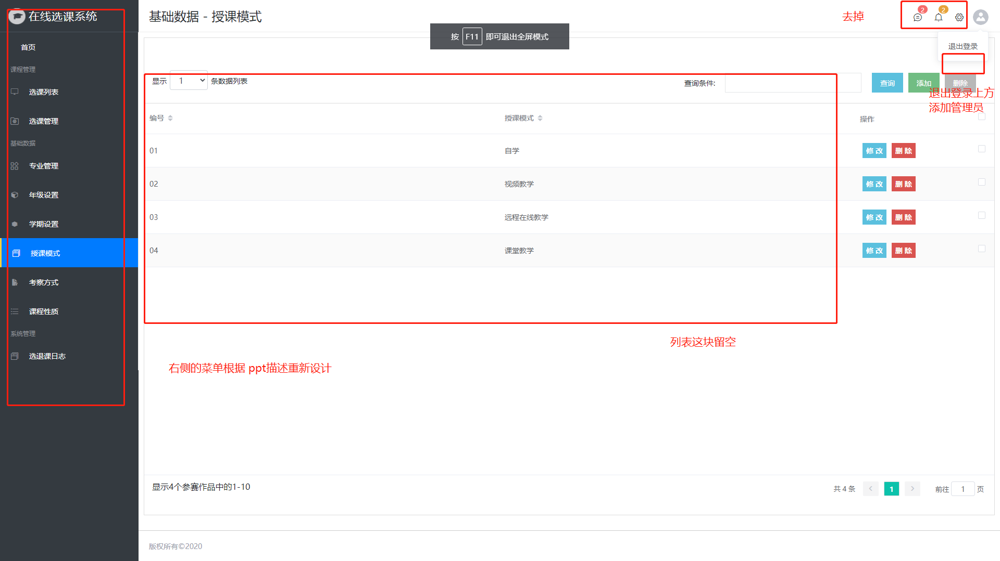 在线选课系统
基础数据 - 授课模式
去掉
2
2
按 F11 即可退出全屏模式
退出登录
首页
课程管理
选课列表
选课管理
基础数据
专业管理
年级设置
学期设置
授课模式
考察方式
课程性质
系统管理
选退课日志
显示 1 条数据列表
查询条件:
查询
添加
删除
退出登录上方
添加管理员
编号
授课模式
操作
01
自学
修 改
删 除
02
视频教学
修 改
删 除
03
远程在线教学
修 改
删 除
04
课堂教学
修 改
删 除
列表这块留空
右侧的菜单根据 ppt描述重新设计
显示4个参赛作品中的1-10
共 4 条
1
前往 1 页
版权所有©2020